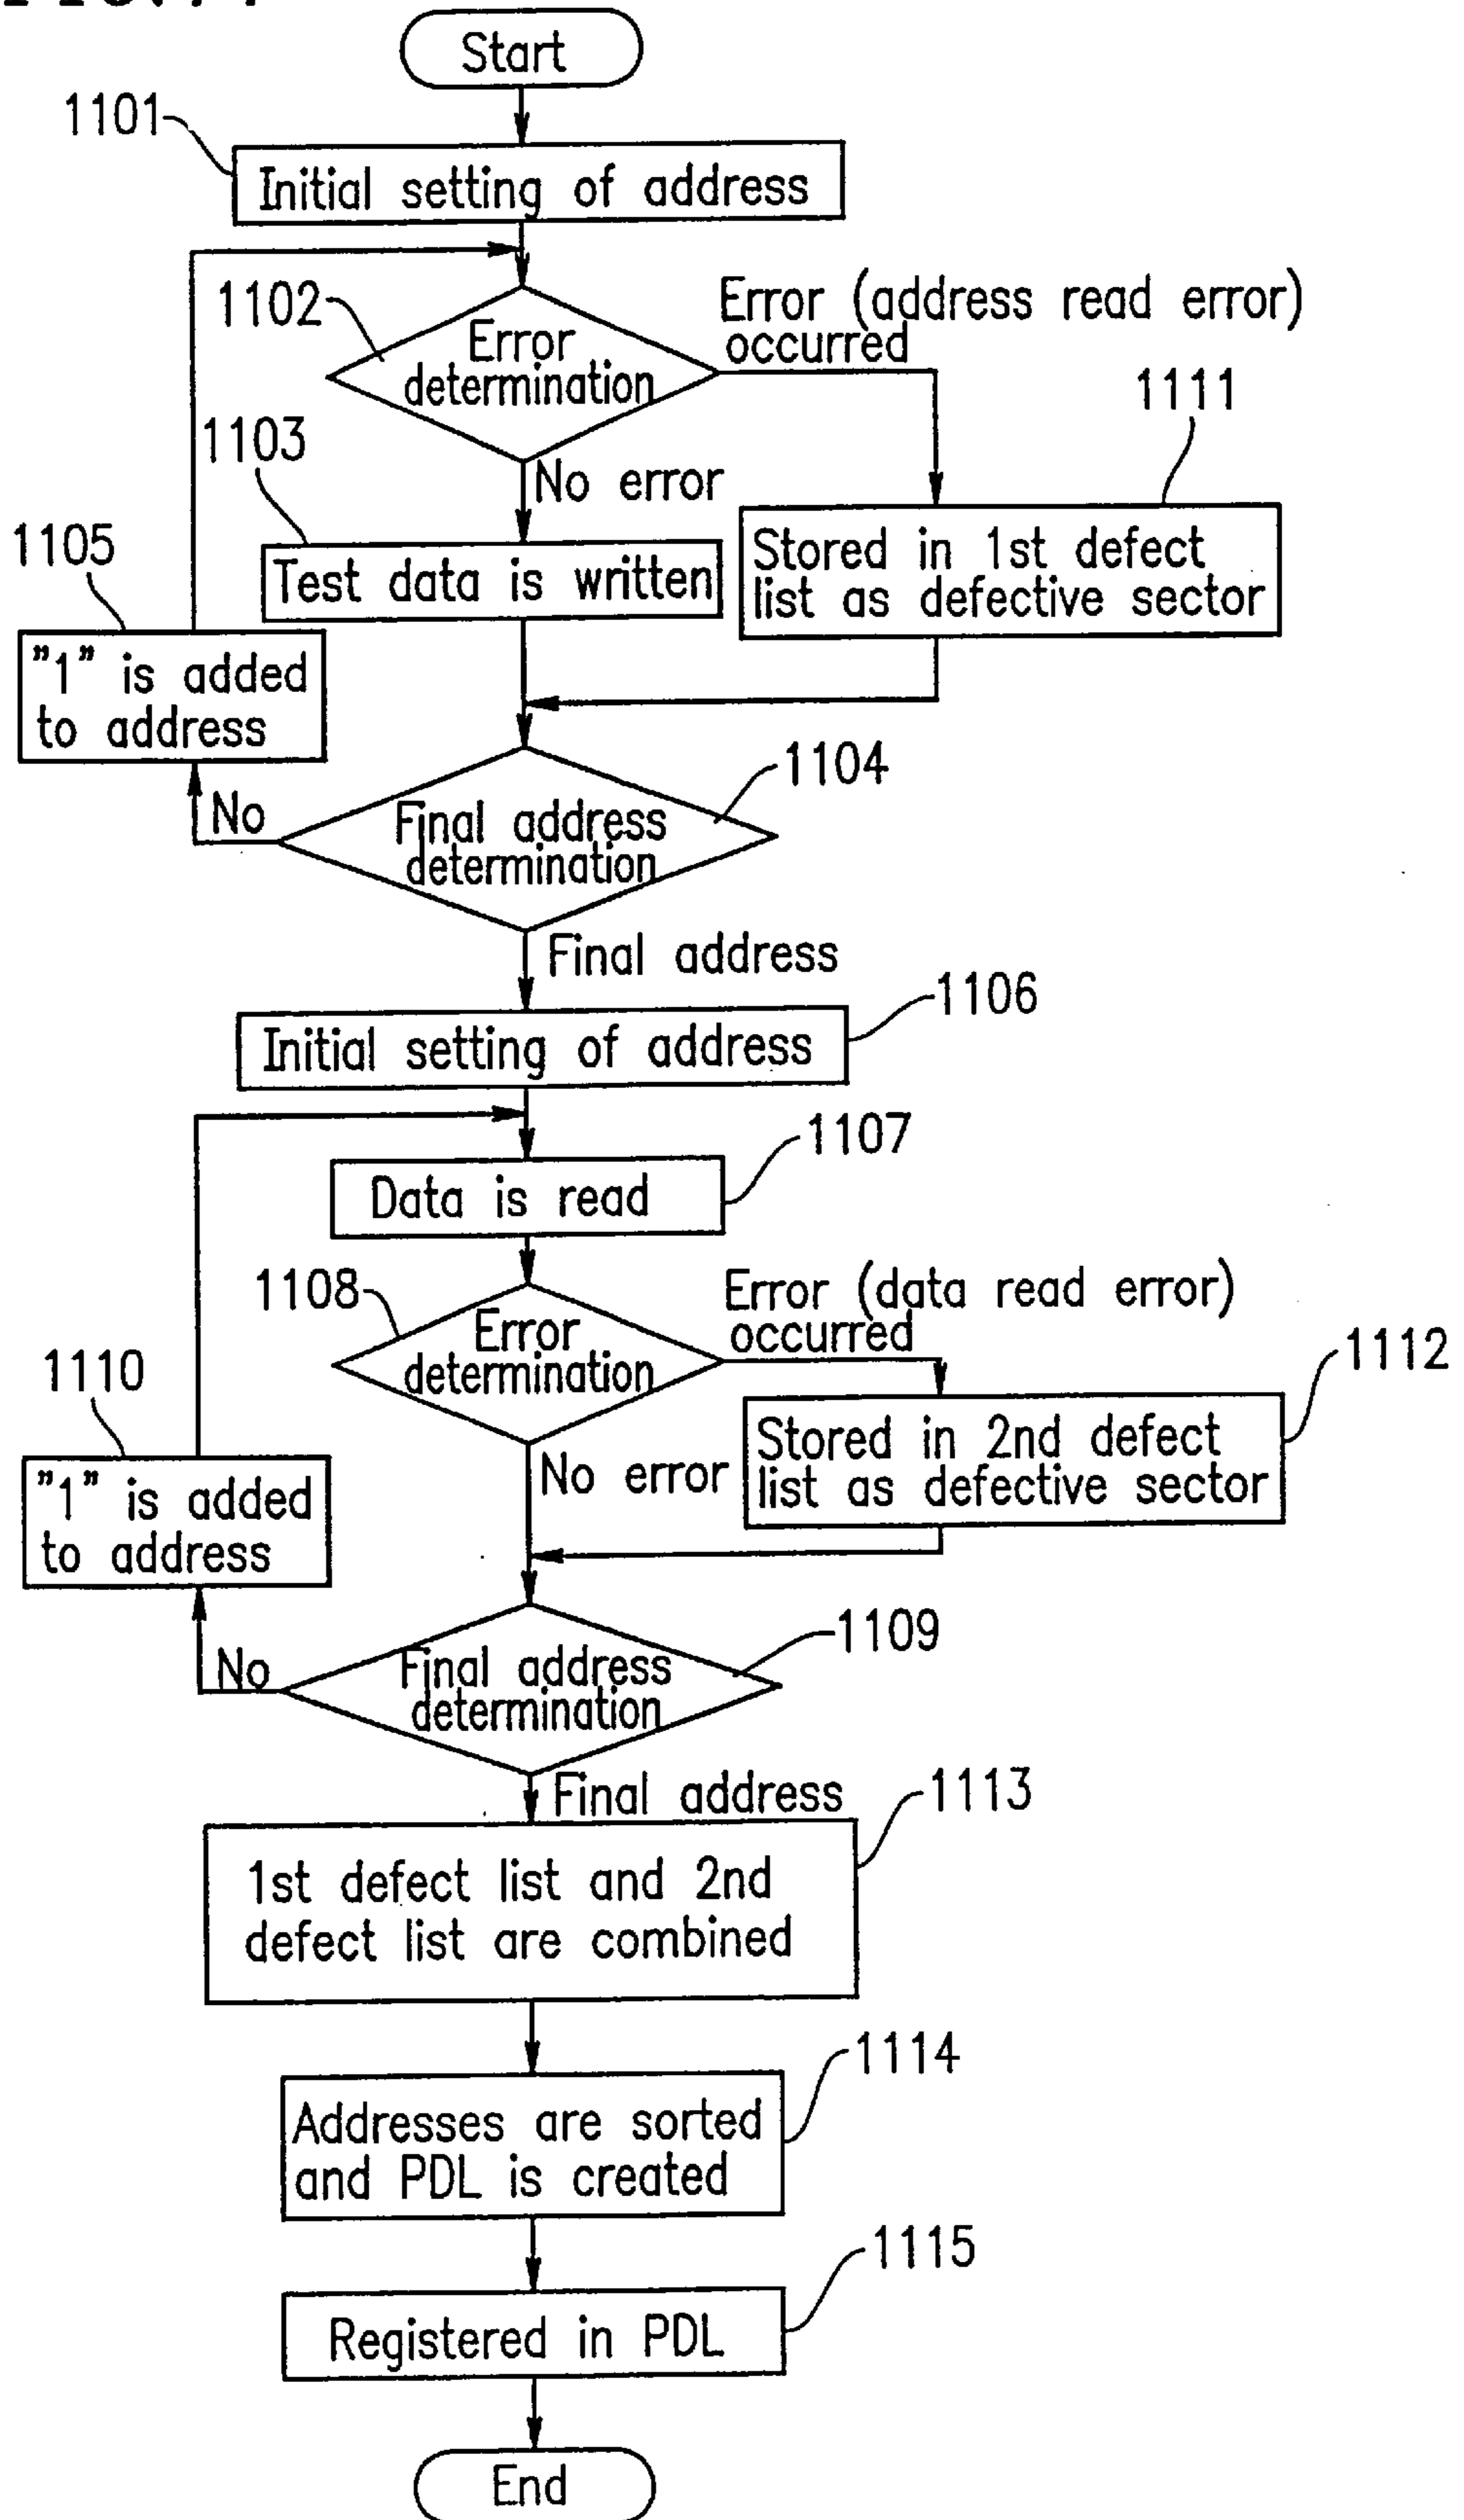 Start
1101
Initial setting of address
1102
Error (address read error)
occurred
Error
determination
1111
1103
No error
1105
Test data is written
Stored in 1st defect
list as defective sector
"1" is added
to address
1104
No
Final address
determination
Final address
1106
Initial setting of address
1107
Data is read
1108
Error (data read error)
occurred
Error
determination
1112
1110
Stored in 2nd defect
list as defective sector
No error
"1" is added
to address
1109
No
Final address
determination
Final address
1113
1st defect list and 2nd
defect list are combined
1114
Addresses are sorted
and PDL is created
1115
Registered in PDL
End